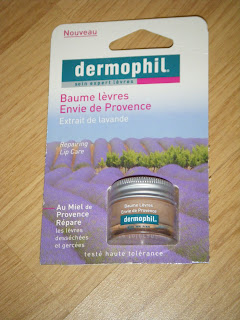 Nouveau
dermophil
soin expert lèvres
Baume lèvres
Envie de Provence
Extrait de lavande
Repairing
Lip Care
Au Miel de
Provence
Répare
les lèvres
desséchées
et gercées
Baume Lèvres
Envie de Provence
dermophil
testé haute tolérance